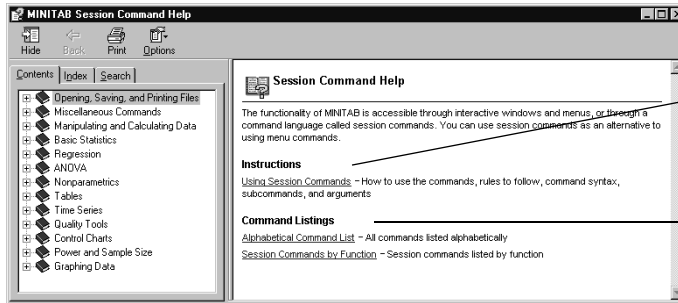 MINITAB Session Command Help
Hide Back Print Options
Contents Index Search
Opening, Saving, and Printing Files
Miscellaneous Commands
Manipulating and Calculating Data
Basic Statistics
Regression
ANOVA
Nonparametrics
Tables
Time Series
Quality Tools
Control Charts
Power and Sample Size
Graphing Data
Session Command Help
The functionality of MINITAB is accessible through interactive windows and menus, or through a
command language called session commands. You can use session commands as an alternative to
using menu commands.
Instructions
Using Session Commands - How to use the commands, rules to follow, command syntax,
subcommands, and arguments
Command Listings
Alphabetical Command List - All commands listed alphabetically
Session Commands by Function - Session commands listed by function